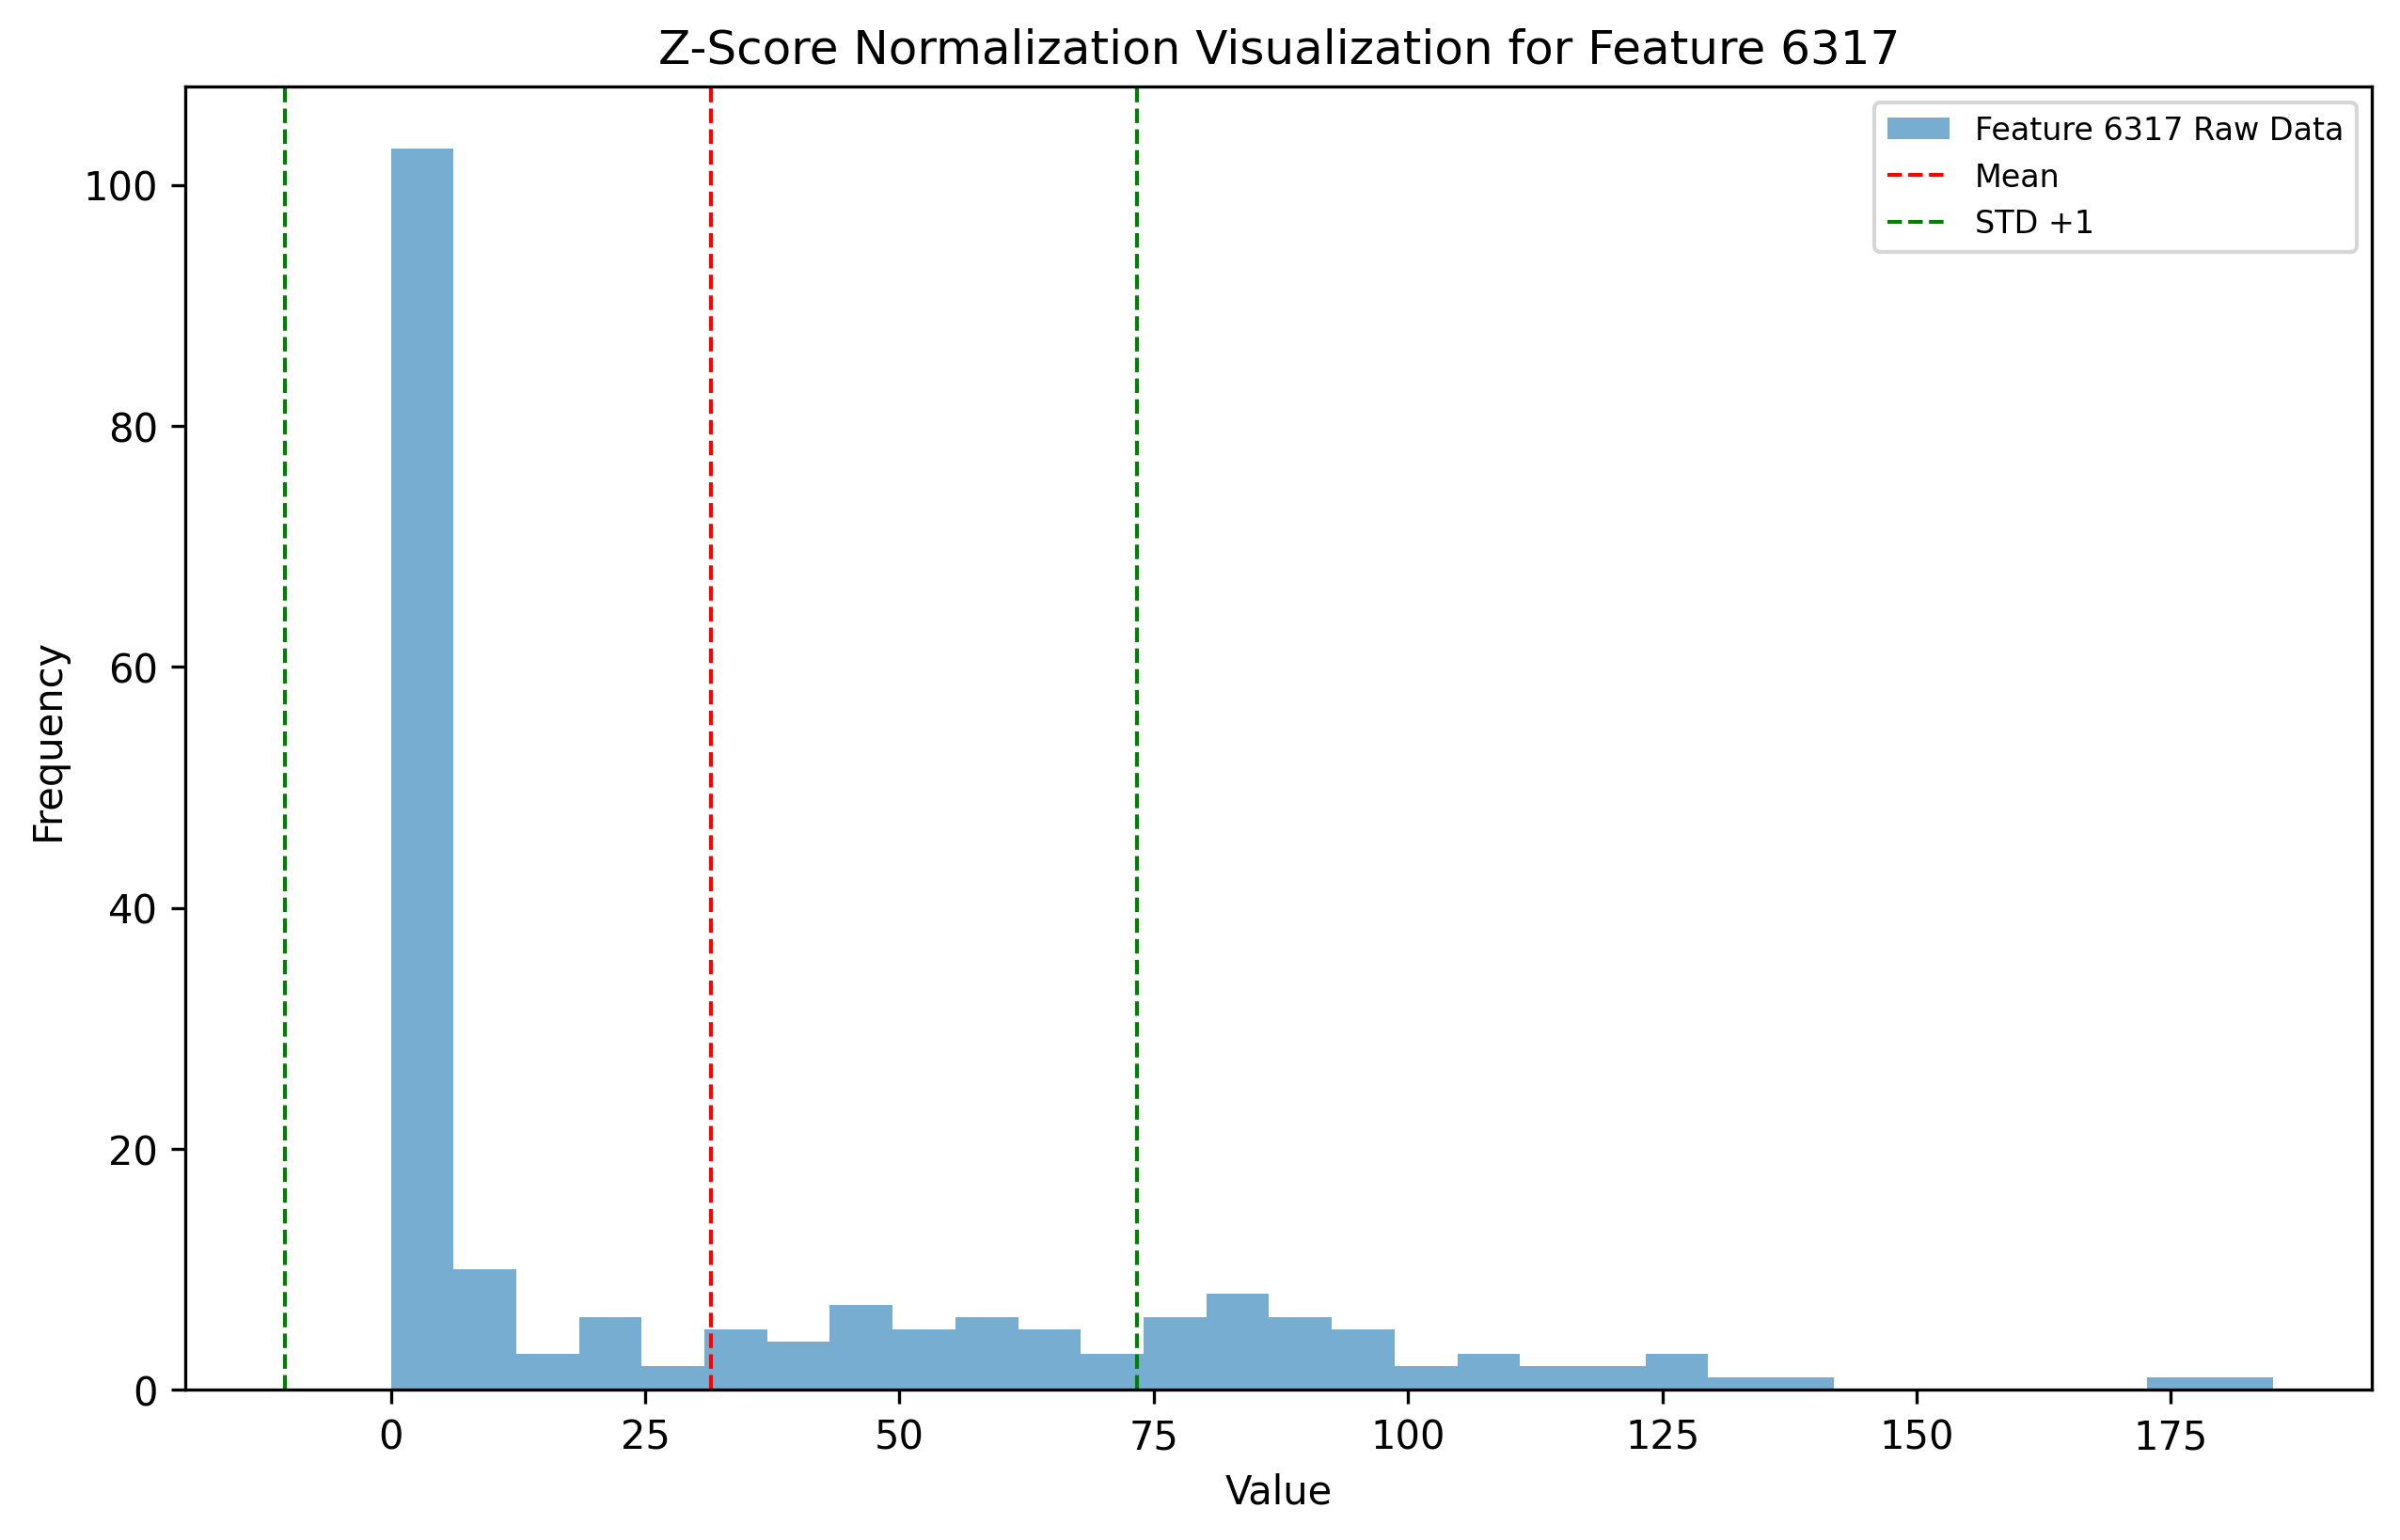 Z-Score Normalization Visualization for Feature 6317
Feature 6317 Raw Data
Mean
STD +1
100
80
60
40
20
0
Frequency
0 25 50 75 100 125 150 175
Value